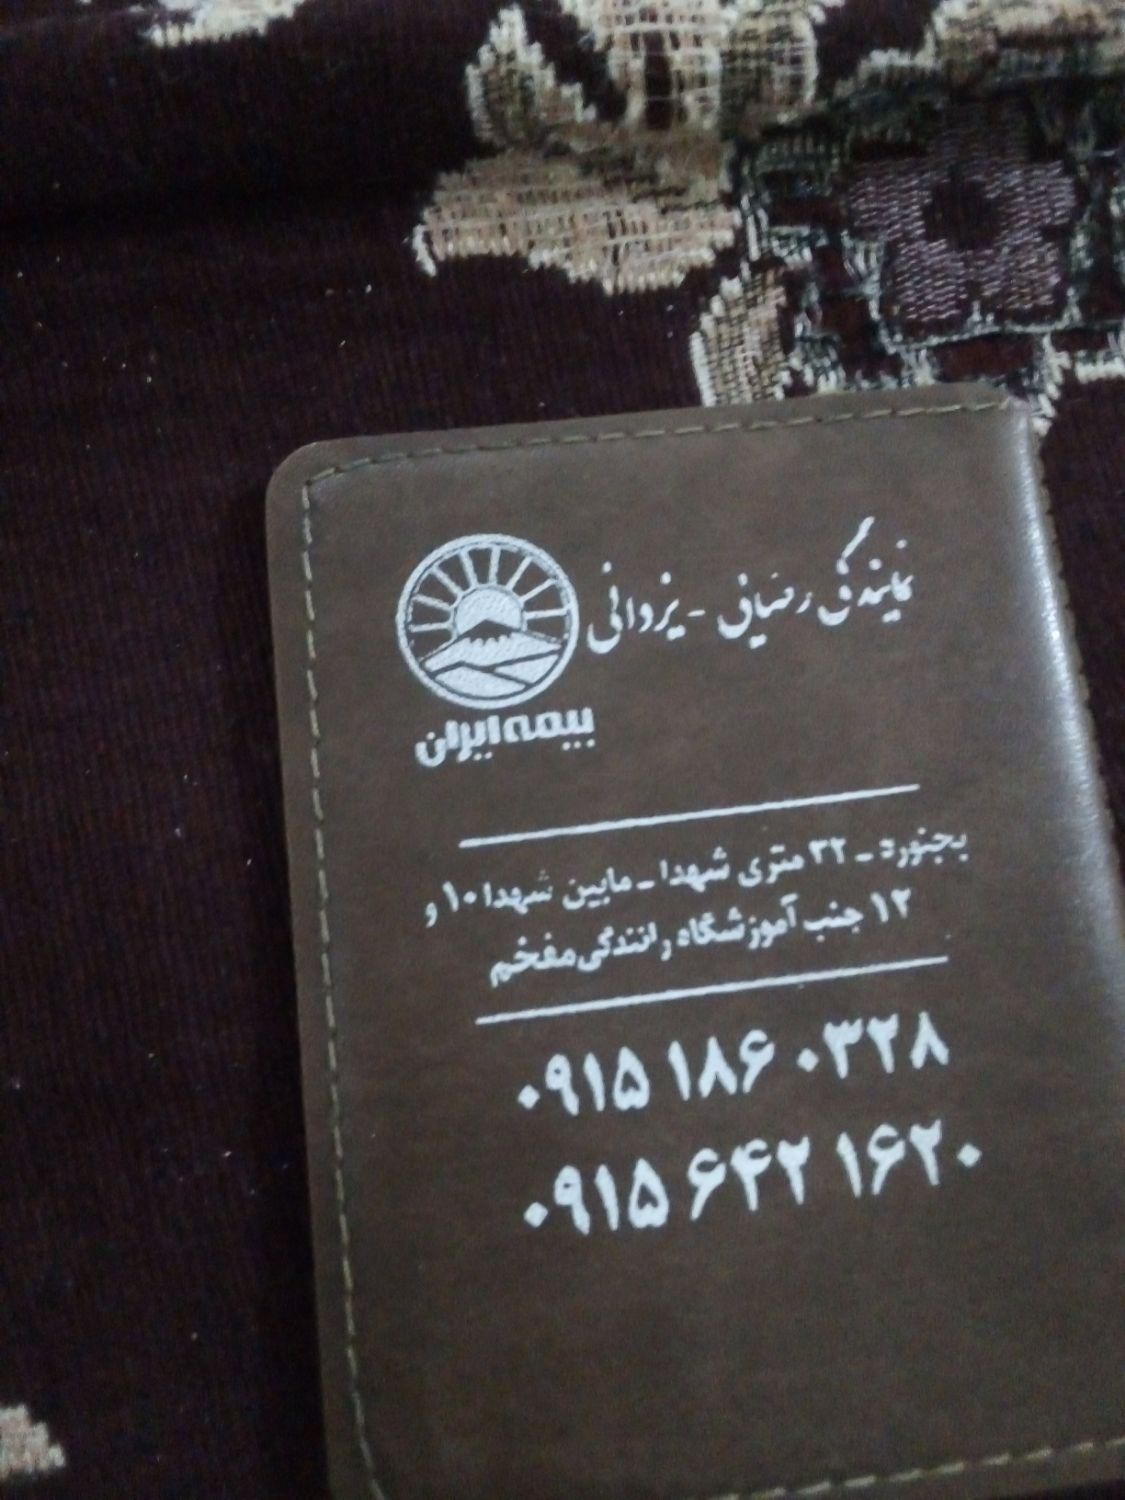 نمایندگی رضیانی - یزدانی
بیمه ایران
بجنورد - ۳۲ متری شهدا - مابین شهدا ۱۰ و
۱۲ جنب آموزشگاه رانندگی مفخم
۰۹۱۵ ۱۸۶ ۰۳۲۸
۰۹۱۵ ۶۴۲ ۱۶۲۰